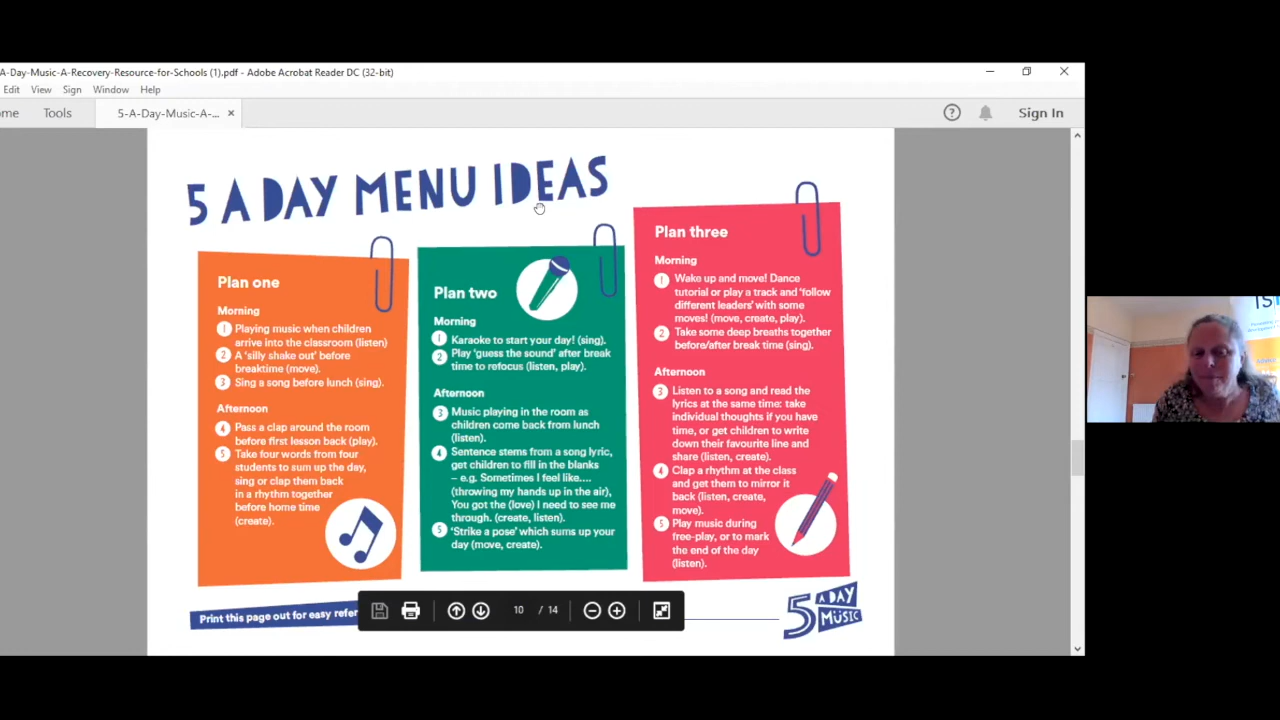 A-Day-Music-A-Recovery-Resource-for-Schools (1).pdf - Adobe Acrobat Reader DC (32-bit)
Edit View Sign Window Help
me Tools 5-A-Day-Music-A-... × ? Sign In
5 A DAY MENU IDEAS
Plan one
Morning
1 Playing music when children
arrive into the classroom (listen)
2 A 'silly shake out' before
breaktime (move).
3 Sing a song before lunch (sing).
Afternoon
4 Pass a clap around the room
before first lesson back (play).
5 Take four words from four
students to sum up the day,
sing or clap them back
in a rhythm together
before home time
(create).
Plan two
Morning
1 Karaoke to start your day! (sing).
2 Play 'guess the sound' after break
time to refocus (listen, play).
Afternoon
3 Music playing in the room as
children come back from lunch
(listen).
4 Sentence stems from a song lyric,
get children to fill in the blanks
– e.g. Sometimes I feel like....
(throwing my hands up in the air),
You got the (love) I need to see me
through. (create, listen).
5 'Strike a pose' which sums up your
day (move, create).
Plan three
Morning
1 Wake up and move! Dance
tutorial or play a track and 'follow
different leaders' with some
moves! (move, create, play).
2 Take some deep breaths together
before/after break time (sing).
Afternoon
3 Listen to a song and read the
lyrics at the same time: take
individual thoughts if you have
time, or get children to write
down their favourite line and
share (listen, create).
4 Clap a rhythm at the class
and get them to mirror it
back (listen, create,
move).
5 Play music during
free-play, or to mark
the end of the day
(listen).
Print this page out for easy refer
10 / 14
5 A DAY
MUSIC